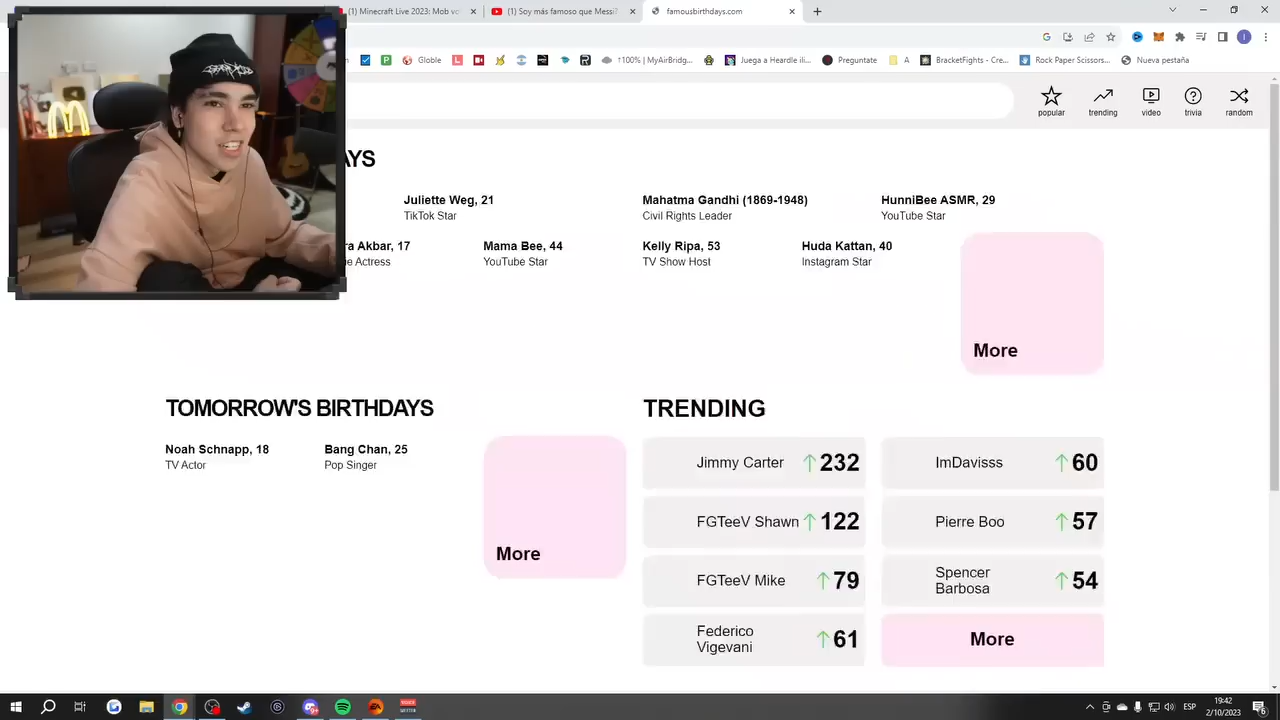 (1) Minecraft Live 2023: Mob vo
(1) Soy más famoso que Messi?
famousbirthdays.com
Globle
↑100% | MyAirBridg...
Juega a Heardle ili...
Preguntate
A
BracketFights - Cre...
Rock Paper Scissors...
Nueva pestaña
popular
trending
video
trivia
random
AYS
Juliette Weg, 21
TikTok Star
Mahatma Gandhi (1869-1948)
Civil Rights Leader
HunniBee ASMR, 29
YouTube Star
ra Akbar, 17
ie Actress
Mama Bee, 44
YouTube Star
Kelly Ripa, 53
TV Show Host
Huda Kattan, 40
Instagram Star
More
TOMORROW'S BIRTHDAYS
Noah Schnapp, 18
TV Actor
Bang Chan, 25
Pop Singer
More
TRENDING
Jimmy Carter ↑232
ImDavisss ↑60
FGTeeV Shawn ↑122
Pierre Boo ↑57
FGTeeV Mike ↑79
Spencer
Barbosa ↑54
Federico
Vigevani ↑61
More
ESP
19:42
2/10/2023